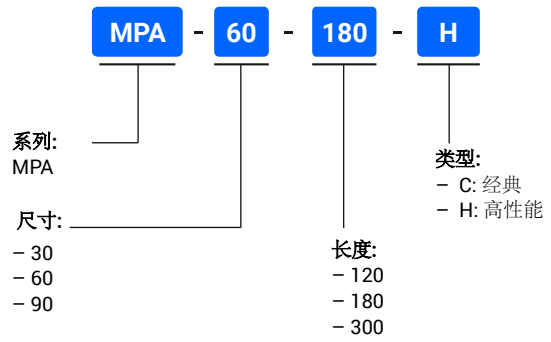 MPA - 60 - 180 - H
系列:
MPA
尺寸:
– 30
– 60
– 90
长度:
– 120
– 180
– 300
类型:
– C: 经典
– H: 高性能